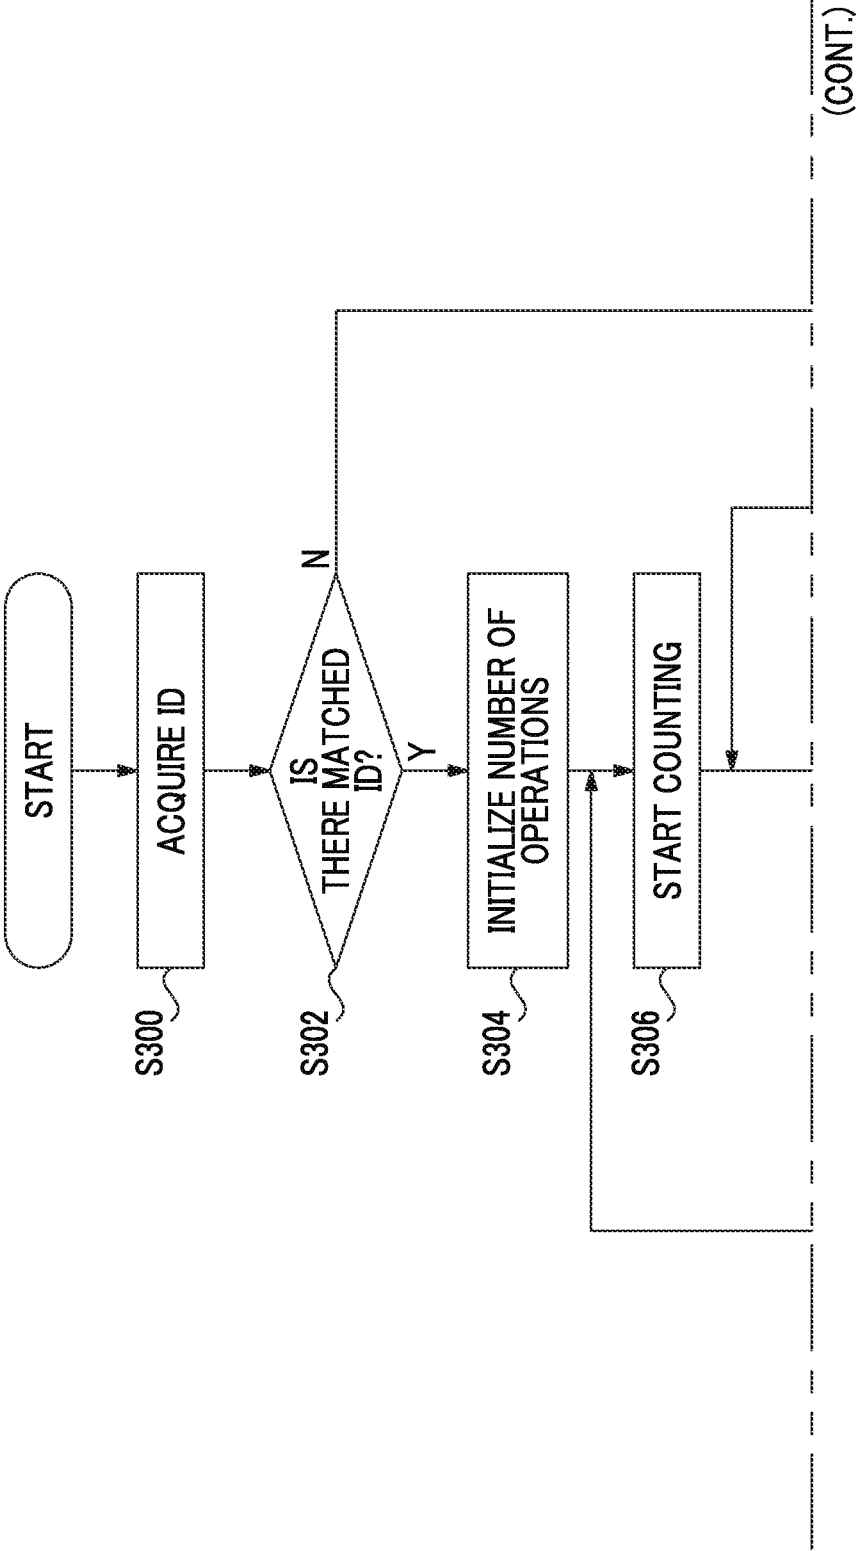 START
S300
ACQUIRE ID
S302
IS
THERE MATCHED
ID?
N
Y
S304
INITIALIZE NUMBER OF
OPERATIONS
S306
START COUNTING
(CONT.)